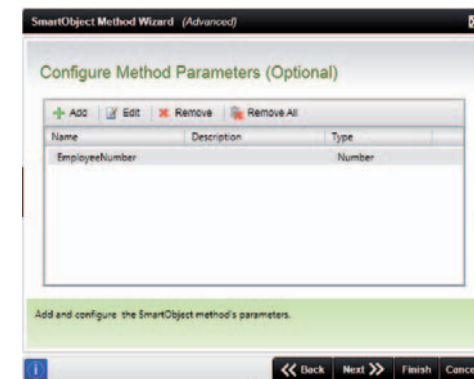 SmartObject Method Wizard (Advanced)
Configure Method Parameters (Optional)
Add Edit Remove Remove All
Name Description Type
EmployeeNumber Number
Add and configure the SmartObject method's parameters.
Back Next Finish Cance